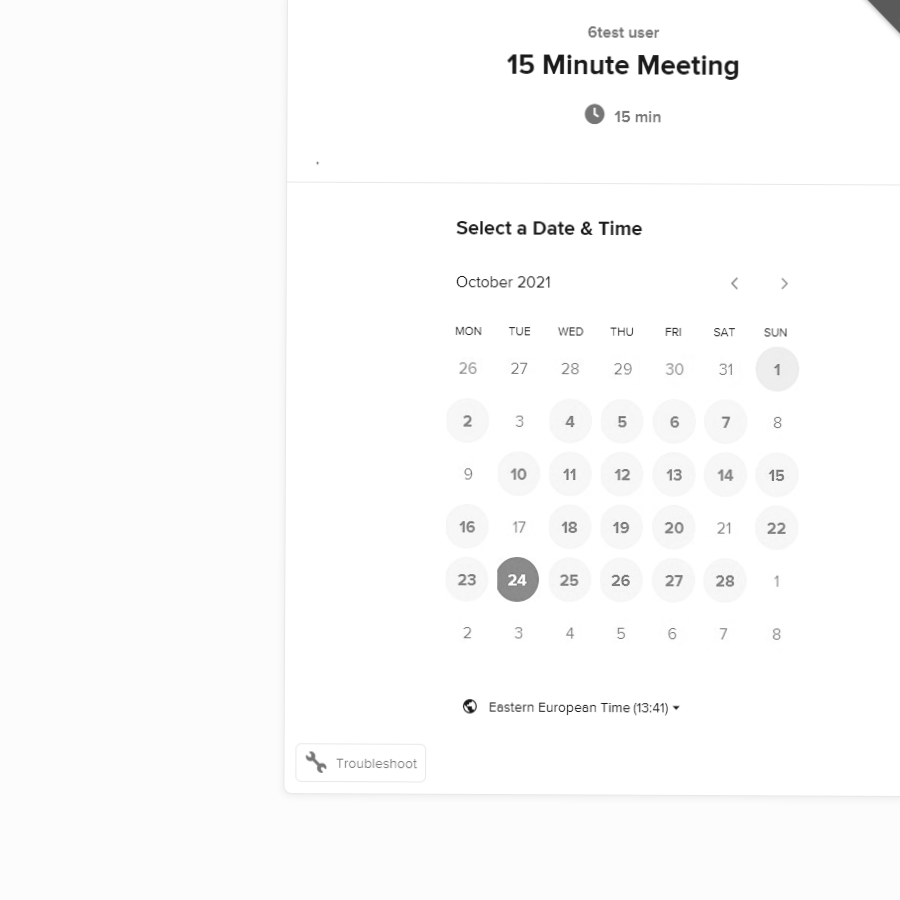 6test user
15 Minute Meeting
15 min
Select a Date & Time
October 2021
MON TUE WED THU FRI SAT SUN
26 27 28 29 30 31 1
2 3 4 5 6 7 8
9 10 11 12 13 14 15
16 17 18 19 20 21 22
23 24 25 26 27 28 1
2 3 4 5 6 7 8
Eastern European Time (13:41)
Troubleshoot